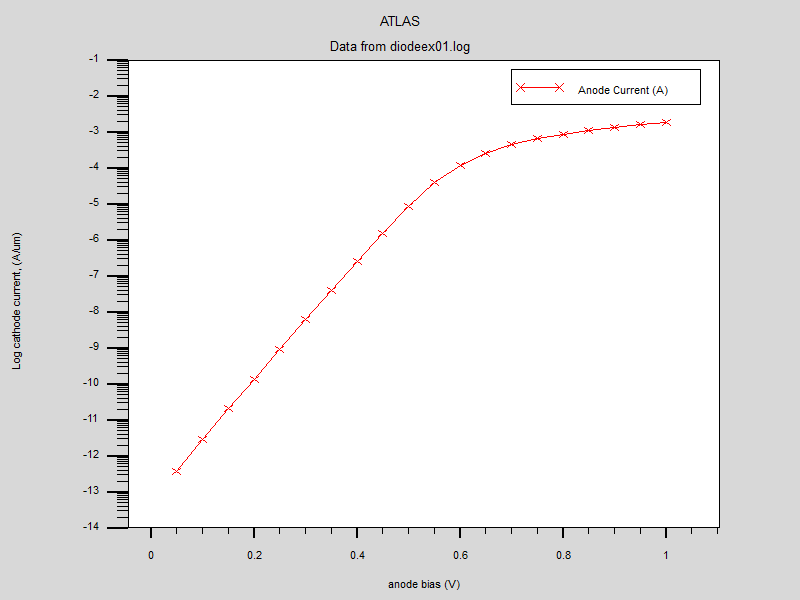 ATLAS
Data from diodeex01.log
Anode Current (A)
Log cathode current, (A/um)
-1
-2
-3
-4
-5
-6
-7
-8
-9
-10
-11
-12
-13
-14
0 0.2 0.4 0.6 0.8 1
anode bias (V)